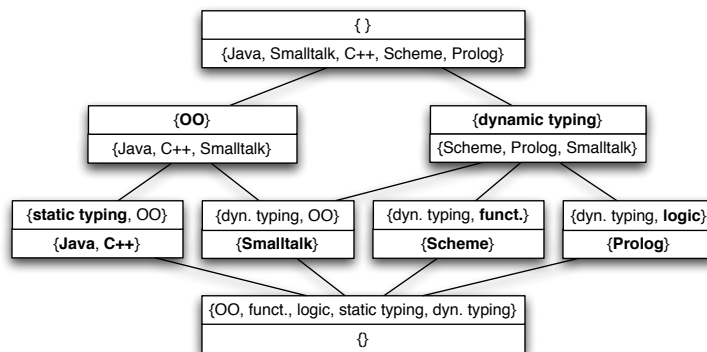 { }
{Java, Smalltalk, C++, Scheme, Prolog}
{OO}
{Java, C++, Smalltalk}
{dynamic typing}
{Scheme, Prolog, Smalltalk}
{static typing, OO}
{Java, C++}
{dyn. typing, OO}
{Smalltalk}
{dyn. typing, funct.}
{Scheme}
{dyn. typing, logic}
{Prolog}
{OO, funct., logic, static typing, dyn. typing}
{}